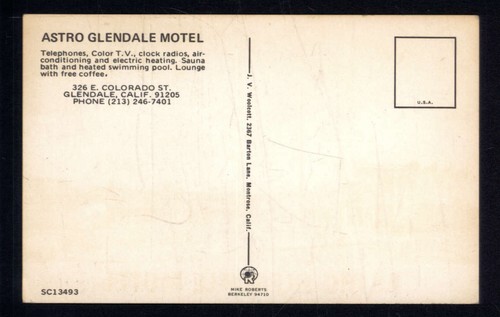 ASTRO GLENDALE MOTEL
Telephones, Color T.V., clock radios, air-
conditioning and electric heating. Sauna
bath and heated swimming pool. Lounge
with free coffee.
326 E. COLORADO ST.
GLENDALE, CALIF. 91205
PHONE (213) 246-7401
SC13493
J. V. Woolcott, 2367 Barton Lane, Montrose, Calif.
MIKE ROBERTS
BERKELEY 94710
U.S.A.